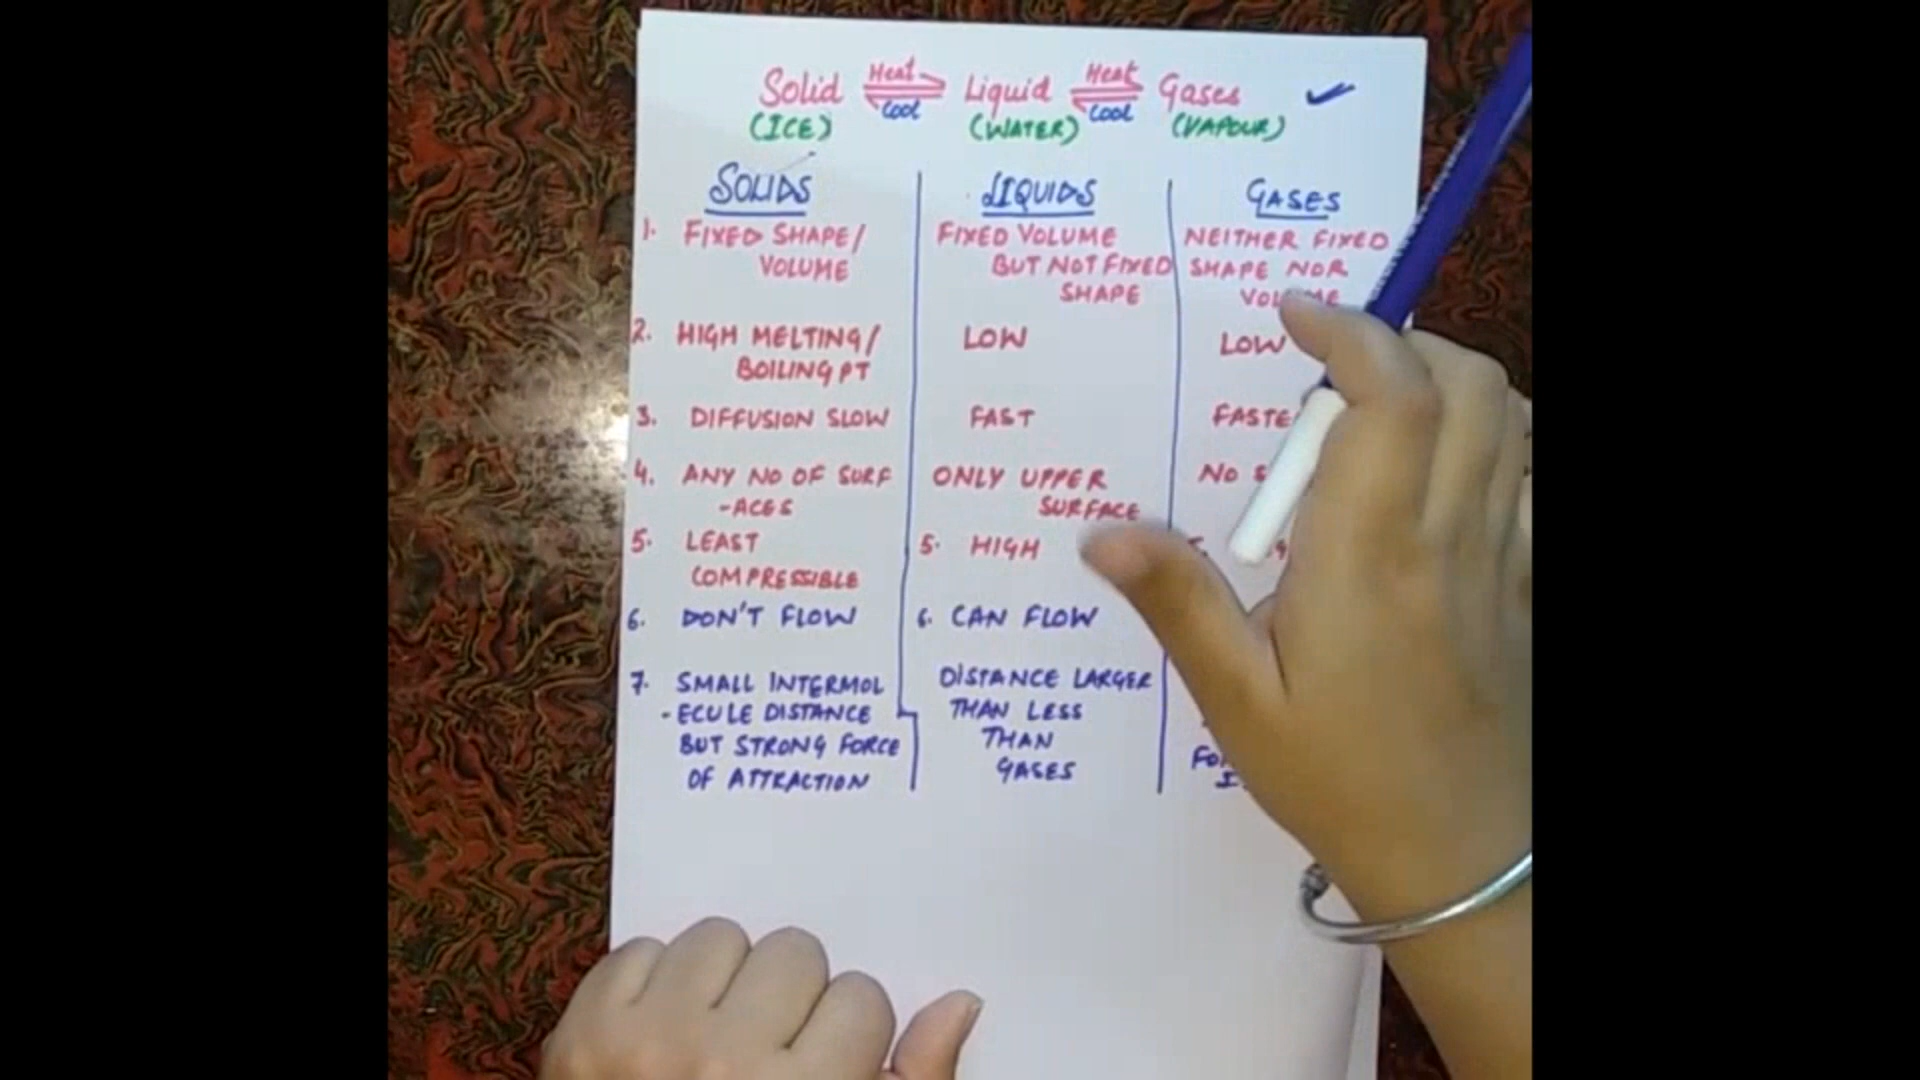 Solid Heat Cool Liquid Heat Cool Gases
(ICE) (WATER) (VAPOUR)
SOLIDS
1. FIXED SHAPE/
VOLUME
2. HIGH MELTING/
BOILING PT
3. DIFFUSION SLOW
4. ANY NO OF SURF
-ACES
5. LEAST
COMPRESSIBLE
6. DON'T FLOW
7. SMALL INTERMOL
-ECULE DISTANCE
BUT STRONG FORCE
OF ATTRACTION
LIQUIDS
FIXED VOLUME
BUT NOT FIXED
SHAPE
LOW
FAST
ONLY UPPER
SURFACE
5. HIGH
6. CAN FLOW
DISTANCE LARGER
THAN LESS
THAN
GASES
GASES
NEITHER FIXED
SHAPE NOR
VOLUME
LOW
NO